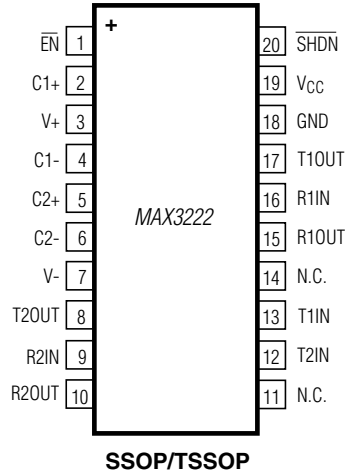 +
EN 1 20 SHDN
C1+ 2 19 VCC
V+ 3 18 GND
C1- 4 17 T1OUT
C2+ 5 16 R1IN
MAX3222
C2- 6 15 R1OUT
V- 7 14 N.C.
T2OUT 8 13 T1IN
R2IN 9 12 T2IN
R2OUT 10 11 N.C.
SSOP/TSSOP